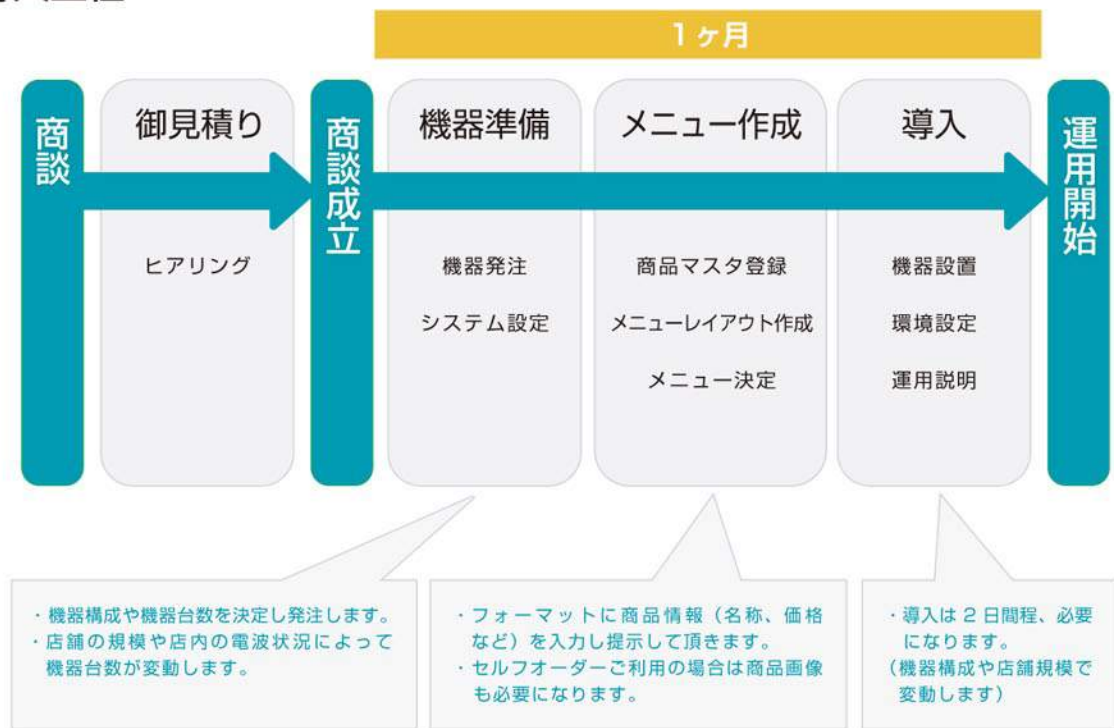 1ヶ月
商談
御見積り
ヒアリング
商談成立
機器準備
機器発注
システム設定
メニュー作成
商品マスタ登録
メニューレイアウト作成
メニュー決定
導入
機器設置
環境設定
運用説明
運用開始
・機器構成や機器台数を決定し発注します。
・店舗の規模や店内の電波状況によって
機器台数が変動します。
・フォーマットに商品情報（名称、価格
など）を入力し提示して頂きます。
・セルフオーダーご利用の場合は商品画像
も必要になります。
・導入は 2 日間程、必要
になります。
（機器構成や店舗規模で
変動します）